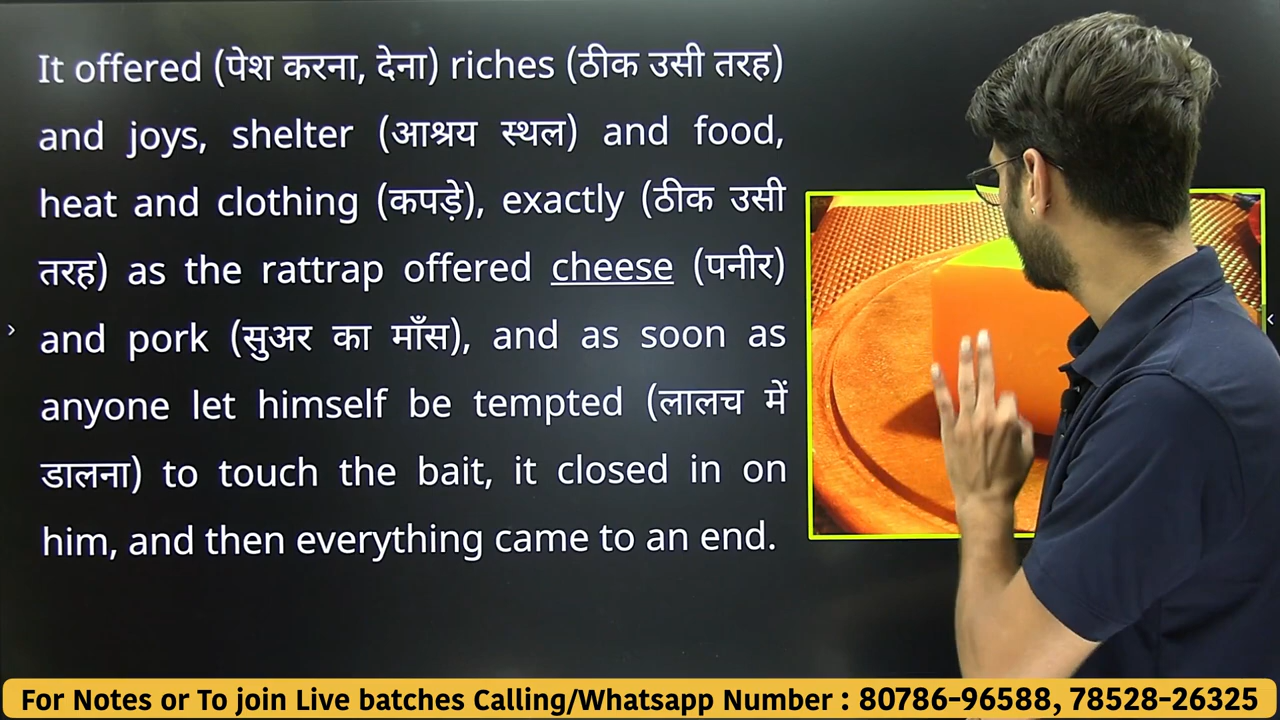 It offered (पेश करना, देना) riches (ठीक उसी तरह)
and joys, shelter (आश्रय स्थल) and food,
heat and clothing (कपड़े), exactly (ठीक उसी
तरह) as the rattrap offered cheese (पनीर)
and pork (सुअर का माँस), and as soon as
anyone let himself be tempted (लालच में
डालना) to touch the bait, it closed in on
him, and then everything came to an end.
For Notes or To join Live batches Calling/Whatsapp Number : 80786-96588, 78528-26325